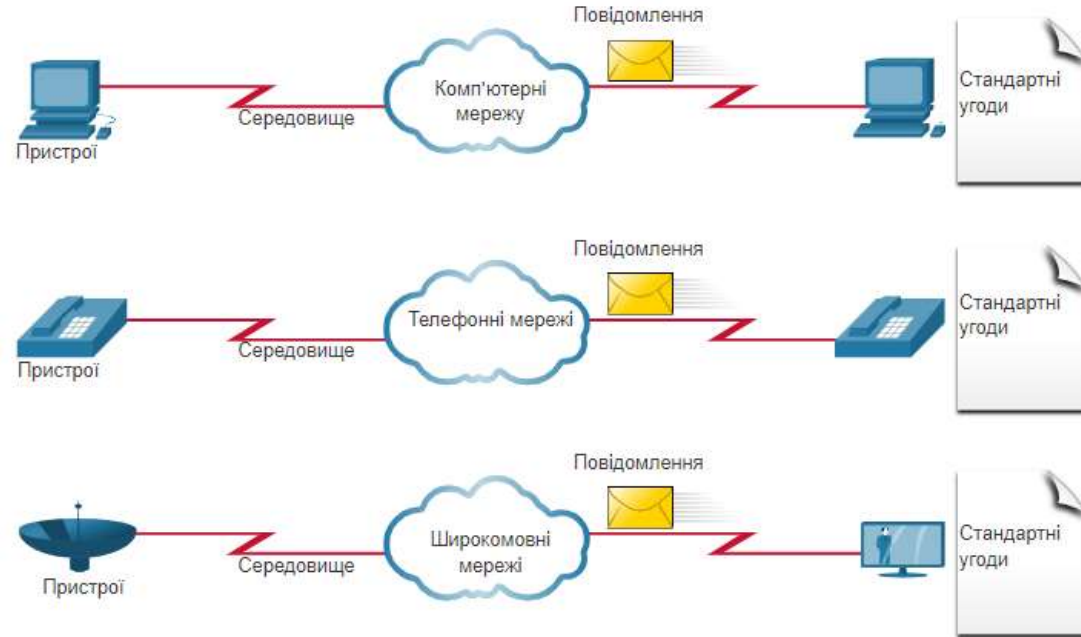 Повідомлення
Стандартні
угоди
Комп'ютерні
мережу
Середовище
Пристрої
Повідомлення
Стандартні
угоди
Телефонні мережі
Середовище
Пристрої
Повідомлення
Стандартні
угоди
Широкомовні
мережі
Середовище
Пристрої